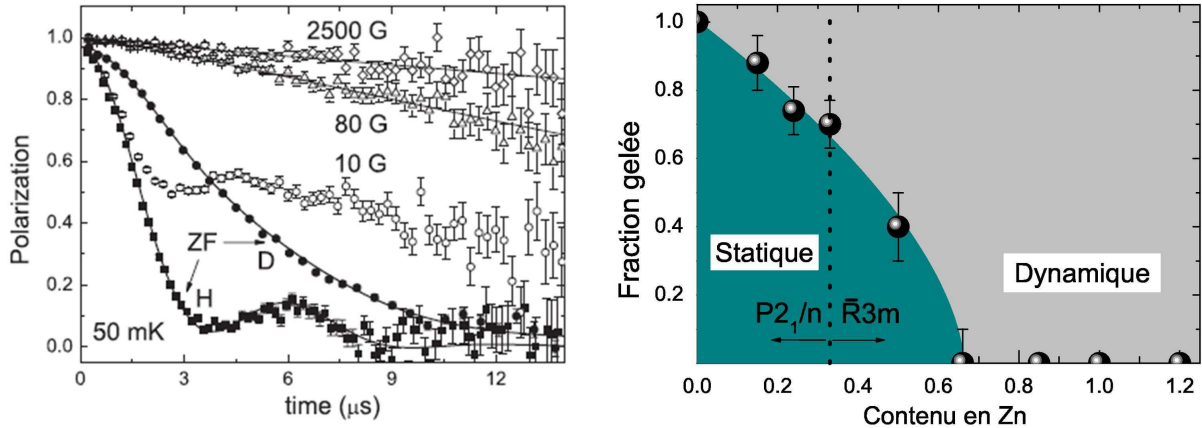 1.0
0.8
0.6
0.4
0.2
0.0
Polarization
2500 G
80 G
10 G
ZF
D
H
50 mK
0
3
6
9
12
time (μs)
1.0
0.8
0.6
0.4
0.2
Fraction gelée
Statique
Dynamique
P2₁/n
R̄3m
0.0
0.2
0.4
0.6
0.8
1.0
1.2
Contenu en Zn